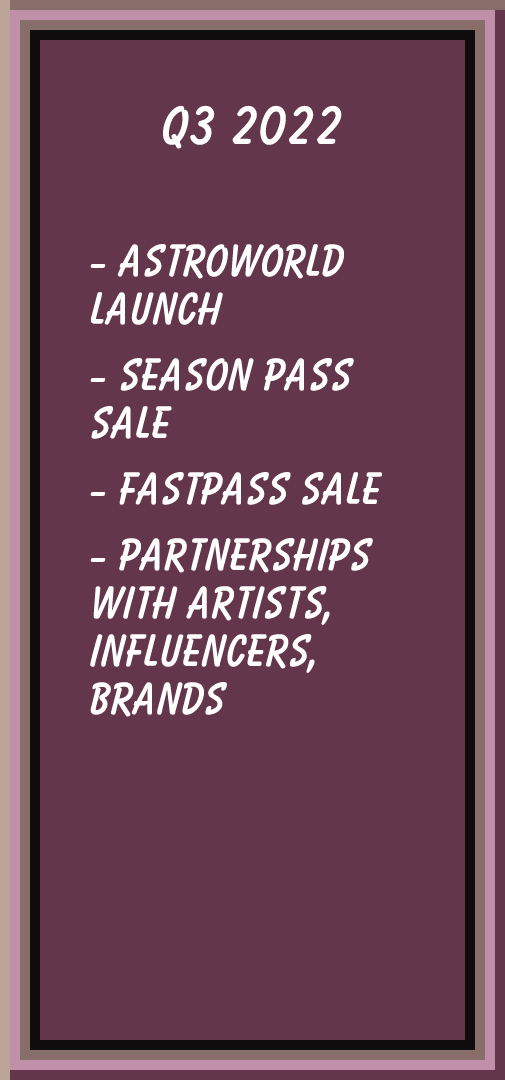 Q3 2022
- ASTROWORLD
LAUNCH
- SEASON PASS
SALE
- FASTPASS SALE
- PARTNERSHIPS
WITH ARTISTS,
INFLUENCERS,
BRANDS